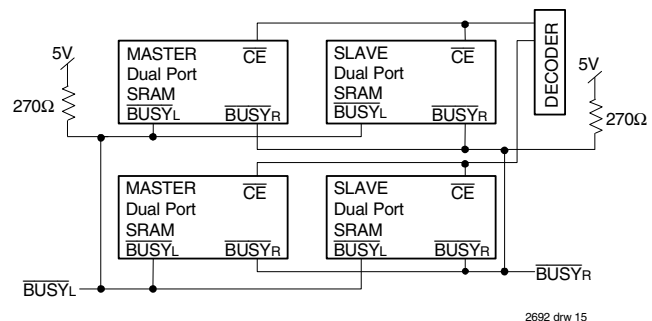 5V
270Ω
MASTER CE
Dual Port
SRAM
BUSYL BUSYR
SLAVE CE
Dual Port
SRAM
BUSYL BUSYR
DECODER
5V
270Ω
MASTER CE
Dual Port
SRAM
BUSYL BUSYR
SLAVE CE
Dual Port
SRAM
BUSYL BUSYR
BUSYL
BUSYR
2692 drw 15